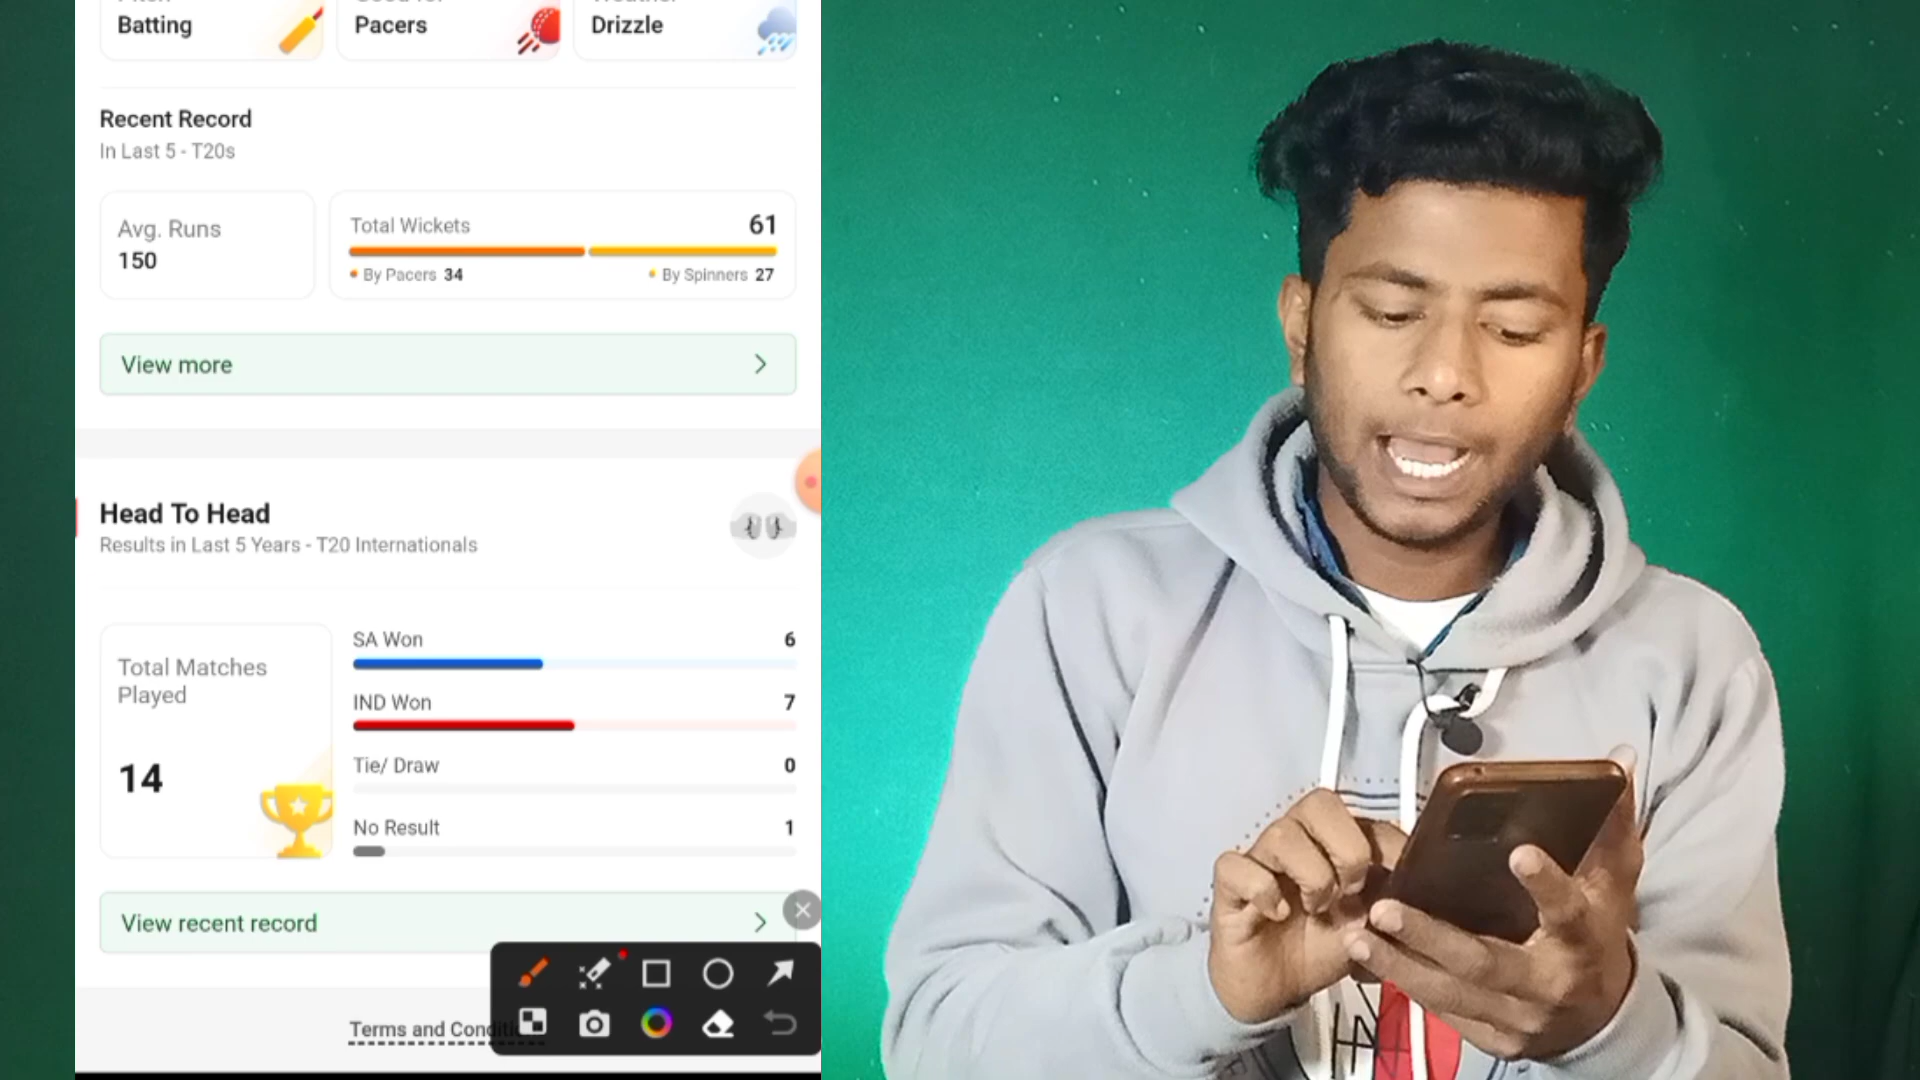 Batting
Pacers
Drizzle
Recent Record
In Last 5 - T20s
Avg. Runs
150
Total Wickets 61
By Pacers 34 By Spinners 27
View more
Head To Head
Results in Last 5 Years - T20 Internationals
Total Matches
Played
14
SA Won 6
IND Won 7
Tie/ Draw 0
No Result 1
View recent record
Terms and Conditi